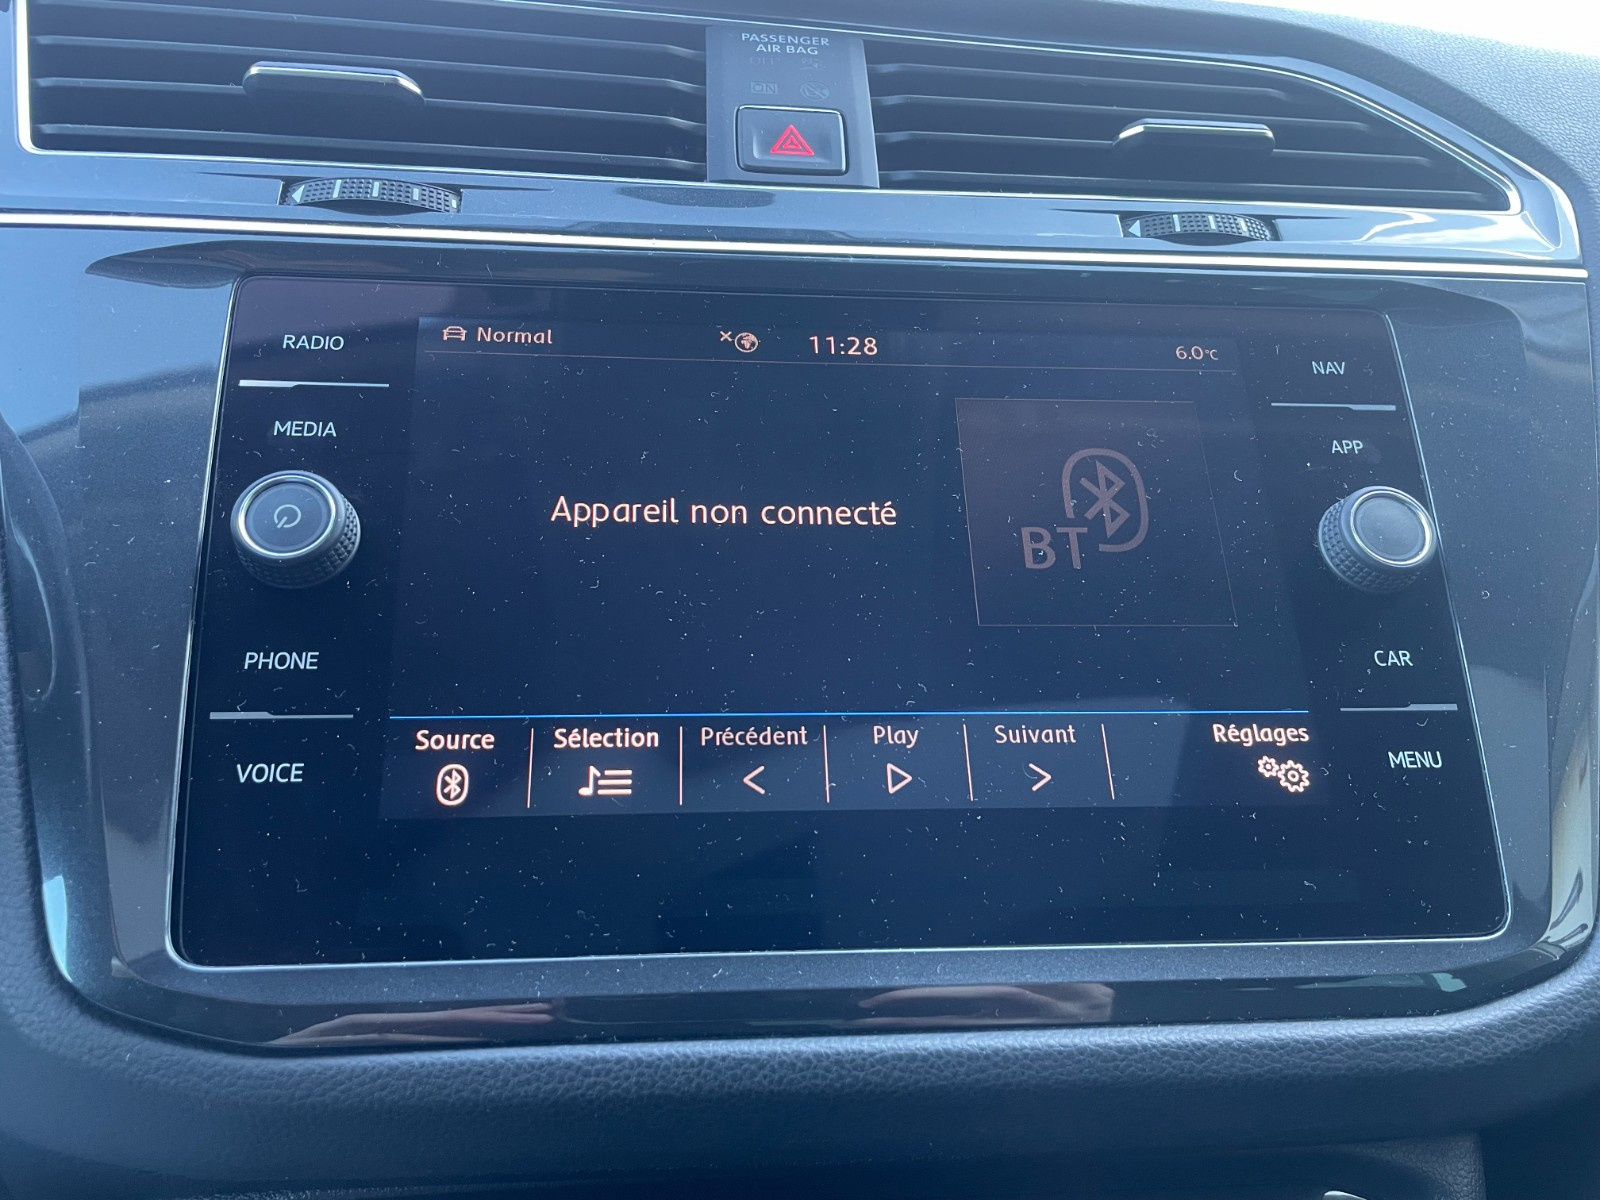 PASSENGER
AIR BAG
OFF
ON
RADIO
MEDIA
PHONE
VOICE
Normal
11:28
6.0°C
Appareil non connecté
BT
Source
Sélection
Précédent
Play
Suivant
Réglages
NAV
APP
CAR
MENU